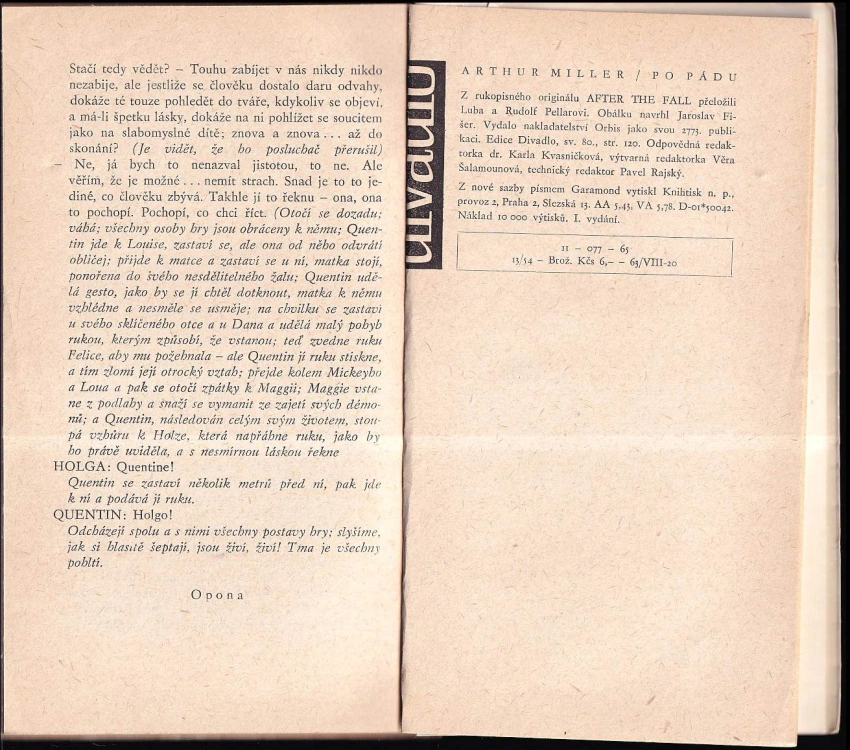 Stačí tedy vědět? – Touhu zabíjet v nás nikdy nikdo
nezabije, ale jestliže se člověku dostalo daru odvahy,
dokáže té touze pohledět do tváře, kdykoliv se objeví,
a má-li špetku lásky, dokáže na ni pohlížet se soucitem
jako na slabomyslné dítě; znova a znova... až do
skonání? (Je vidět, že ho posluchač přerušil)
– Ne, já bych to nenazval jistotou, to ne. Ale
věřím, že je možné... nemít strach. Snad je to to je-
diné, co člověku zbývá. Takhle jí to řeknu – ona, ona
to pochopí. Pochopí, co chci říct. (Otočí se dozadu;
váhá; všechny osoby hry jsou obráceny k němu; Quen-
tin jde k Louise, zastaví se, ale ona od něho odvrátí
obličej; přijde k matce a zastaví se u ní, matka stojí,
ponořena do svého nesdělitelného žalu; Quentin udě-
lá gesto, jako by se jí chtěl dotknout, matka k němu
vzhlédne a nesměle se usměje; na chvilku se zastaví
u svého skříčeného otce a u Dana a udělá malý pohyb
rukou, kterým způsobí, že vstanou; teď zvedne ruku
Felice, aby mu požehnala – ale Quentin jí ruku stiskne,
a tím zlomí její otrocký vztah; přejde kolem Mickeyho
a Loua a pak se otočí zpátky k Maggii; Maggie vsta-
ne z podlahy a snaží se vymanit ze zajetí svých démo-
nů; a Quentin, následován celým svým životem, stou-
pá vzhůru k Holze, která napřáhne ruku, jako by
ho právě uviděla, a s nesmírnou láskou řekne
HOLGA: Quentine!
Quentin se zastaví několik metrů před ní, pak jde
k ní a podává jí ruku.
QUENTIN: Holgo!
Odcházejí spolu a s nimi všechny postavy hry; slyšíme,
jak si hlasitě šeptají, jsou živí, živí! Tma je všechny
pohltí.
Opona
divadlo
ARTHUR MILLER / PO PÁDU
Z rukopisného originálu AFTER THE FALL přeložili
Luba a Rudolf Pellarovi. Obálku navrhl Jaroslav Fi-
šer. Vydalo nakladatelství Orbis jako svou 2773. publi-
kaci. Edice Divadlo, sv. 80., str. 120. Odpovědná redak-
torka dr. Karla Kvasničková, výtvarná redaktorka Věra
Šalamounová, technický redaktor Pavel Rajský.
Z nové sazby písmem Garamond vytiskl Knihtisk n. p.,
provoz 2, Praha 2, Slezská 13. AA 5,43, VA 5,78. D-01*50042.
Náklad 10 000 výtisků. I. vydání.
11 – 077 – 65
13/54 – Brož. Kčs 6,– – 63/VIII-20